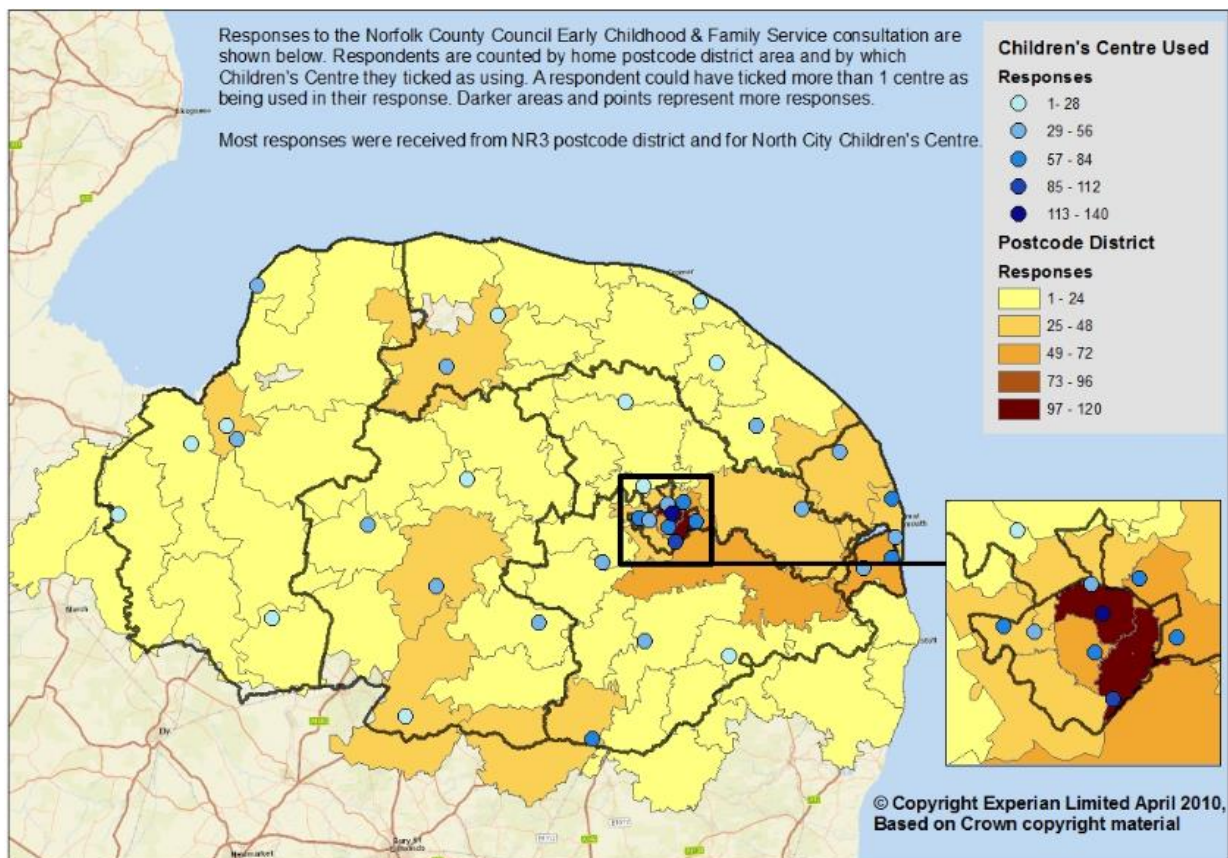 Responses to the Norfolk County Council Early Childhood & Family Service consultation are
shown below. Respondents are counted by home postcode district area and by which
Children's Centre they ticked as using. A respondent could have ticked more than 1 centre as
being used in their response. Darker areas and points represent more responses.
Most responses were received from NR3 postcode district and for North City Children's Centre.
Children's Centre Used
Responses
1- 28
29 - 56
57 - 84
85 - 112
113 - 140
Postcode District
Responses
1 - 24
25 - 48
49 - 72
73 - 96
97 - 120
Cromer
March
Ely
Newmarket
© Copyright Experian Limited April 2010,
Based on Crown copyright material